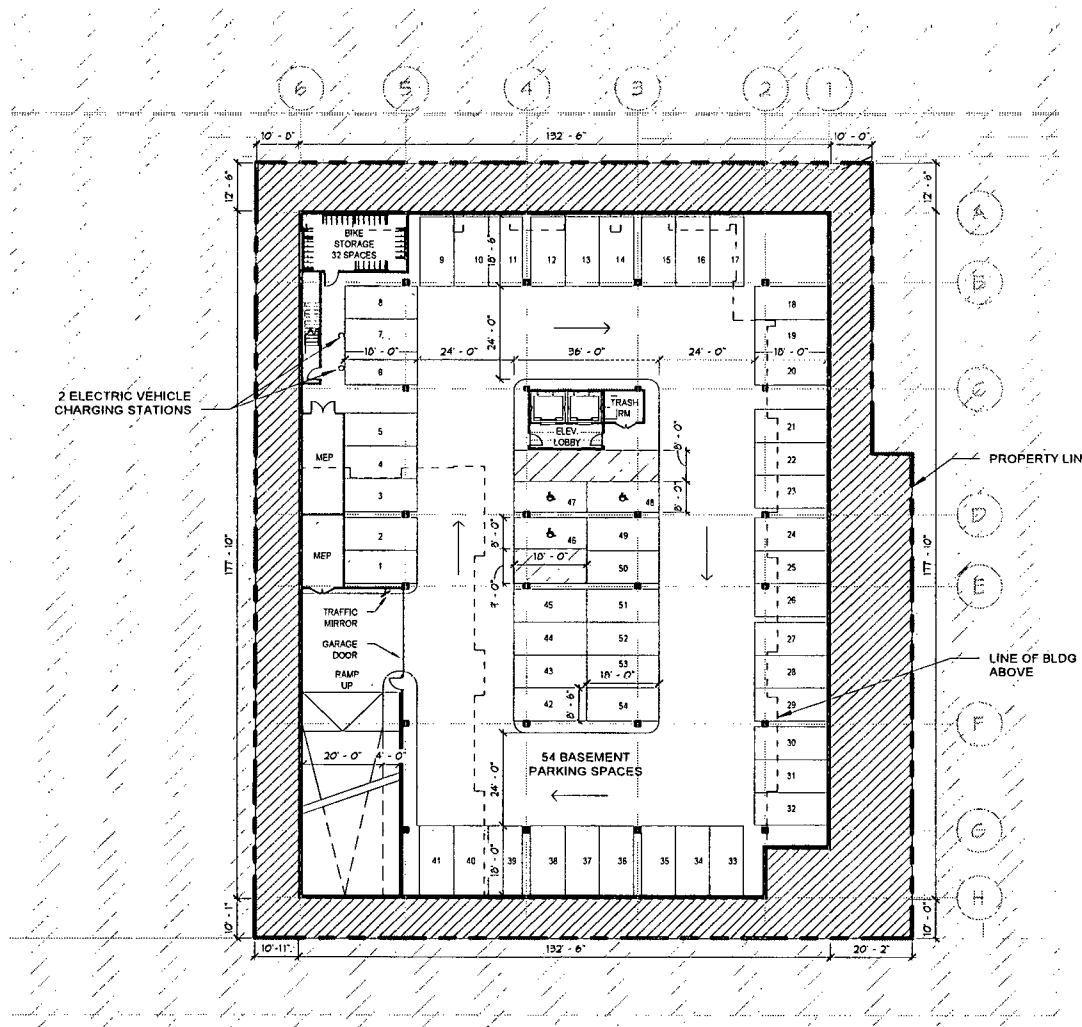 6 5 4 3 2 1
10' - 0" 132' - 6" 10' - 0"
12' - 6" 12' - 6"
A
BIKE
STORAGE
32 SPACES
9 10 11 12 13 14 15 16 17
18' - 6"
B
8 18
7 19
6 20
24' - 0"
18' - 0" 24' - 0" 36' - 0" 24' - 0" 18' - 0"
C
2 ELECTRIC VEHICLE
CHARGING STATIONS
TRASH
RM
ELEV.
LOBBY
MEP
5 21
4 22
3 23
8' - 0"
8' - 0"
PROPERTY LIN
47 48
D
MEP
2 46 49 24
1 50 25
8' - 0"
18' - 0"
177' - 10" 177' - 10"
E
TRAFFIC
MIRROR
GARAGE
DOOR
RAMP
UP
45 51 26
44 52 27
43 53 28
18' - 0"
42 54 29
8' - 6"
LINE OF BLDG
ABOVE
F
20' - 0" 4' - 0"
54 BASEMENT
PARKING SPACES
30
31
32
24' - 0"
G
41 40 39 38 37 36 35 34 33
18' - 0"
H
10' - 1" 10' - 0"
10' - 11" 132' - 6" 20' - 2"